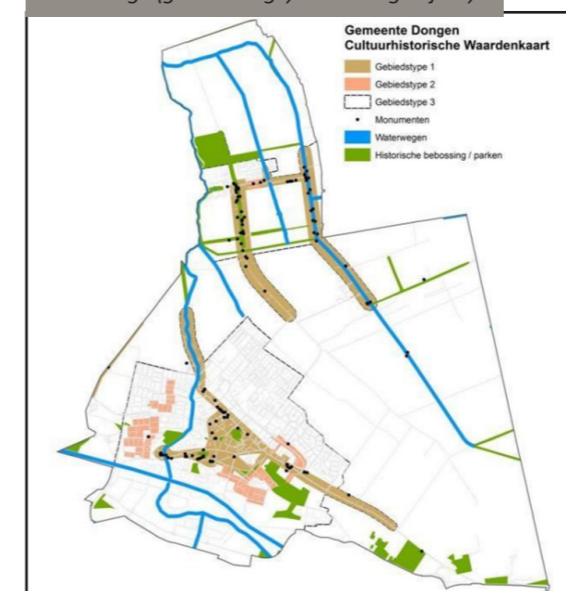 Gemeente Dongen
Cultuurhistorische Waardenkaart
Gebiedstype 1
Gebiedstype 2
Gebiedstype 3
Monumenten
Waterwegen
Historische bebossing / parken